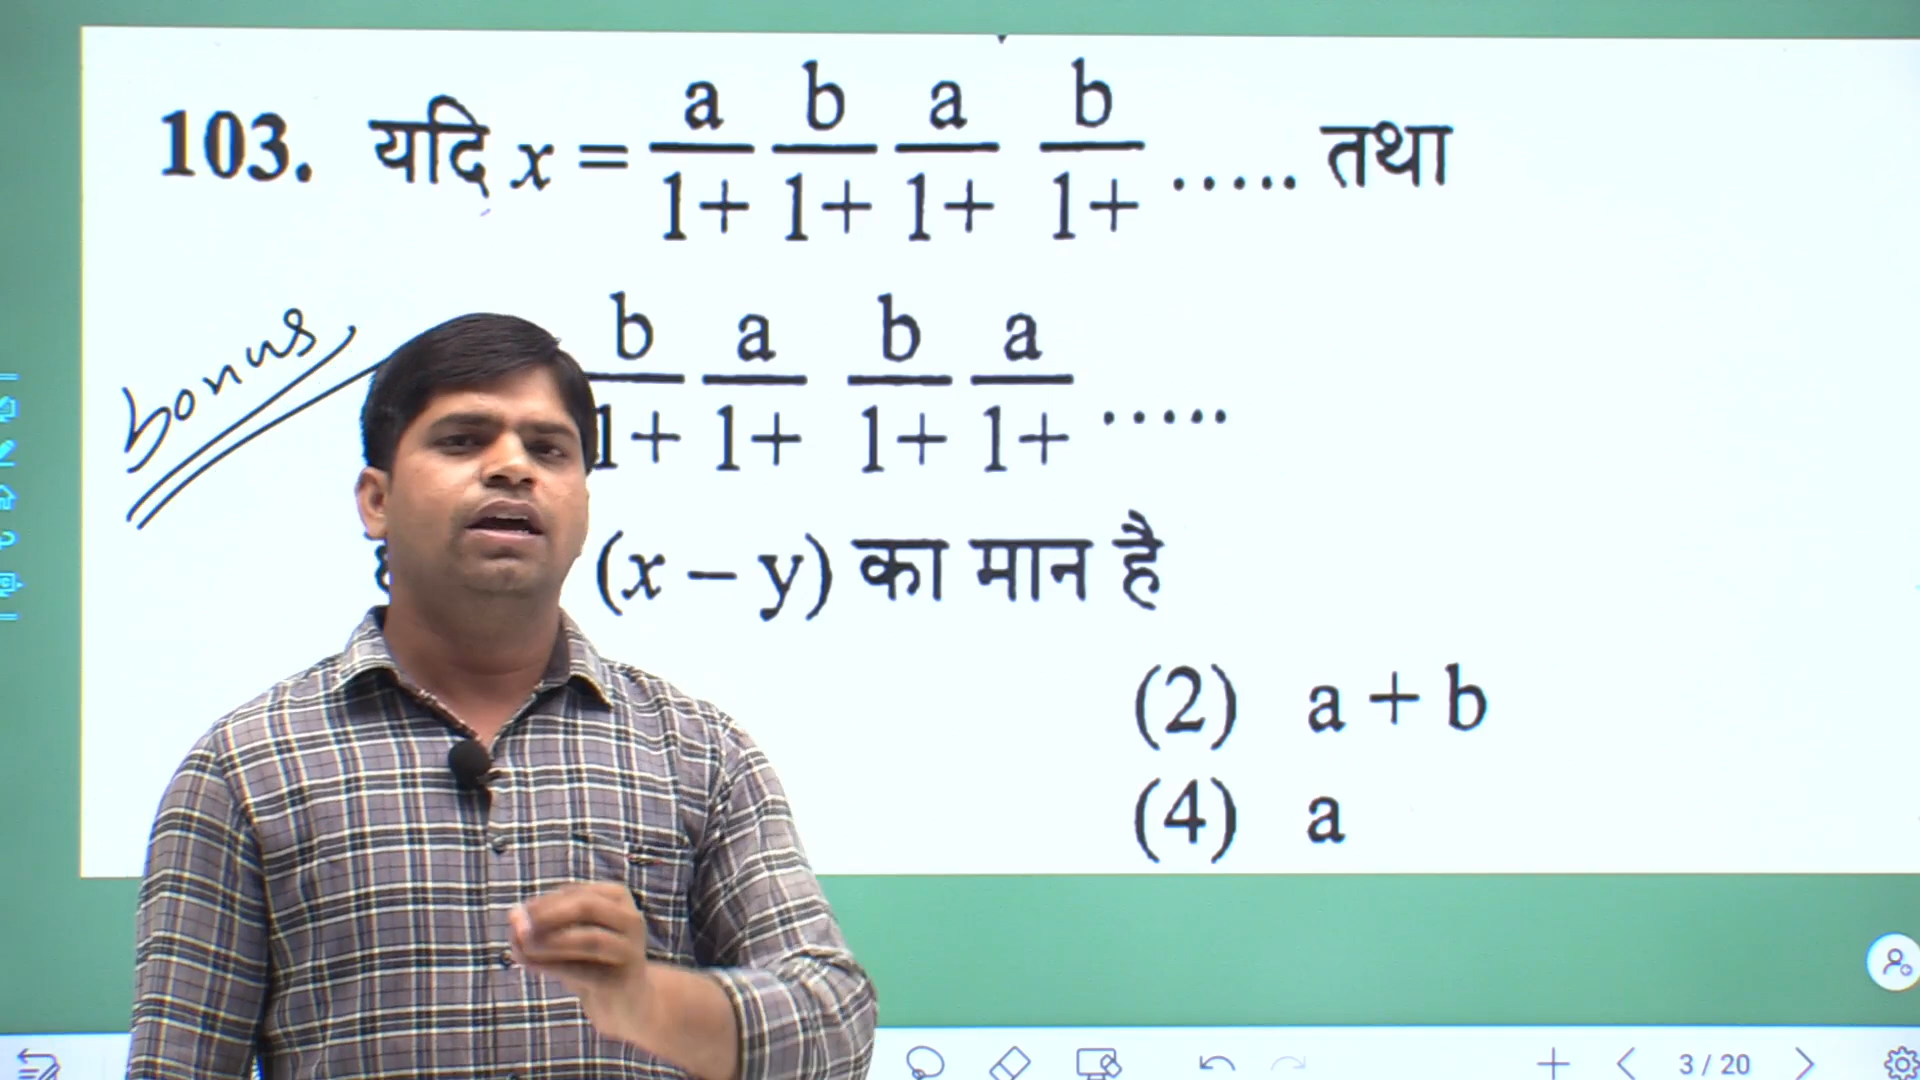 103. यदि x = a/1+ b/1+ a/1+ b/1+ ..... तथा
bonus
b/1+ a/1+ b/1+ a/1+ .....
(x – y) का मान है
(2) a + b
(4) a
3 / 20